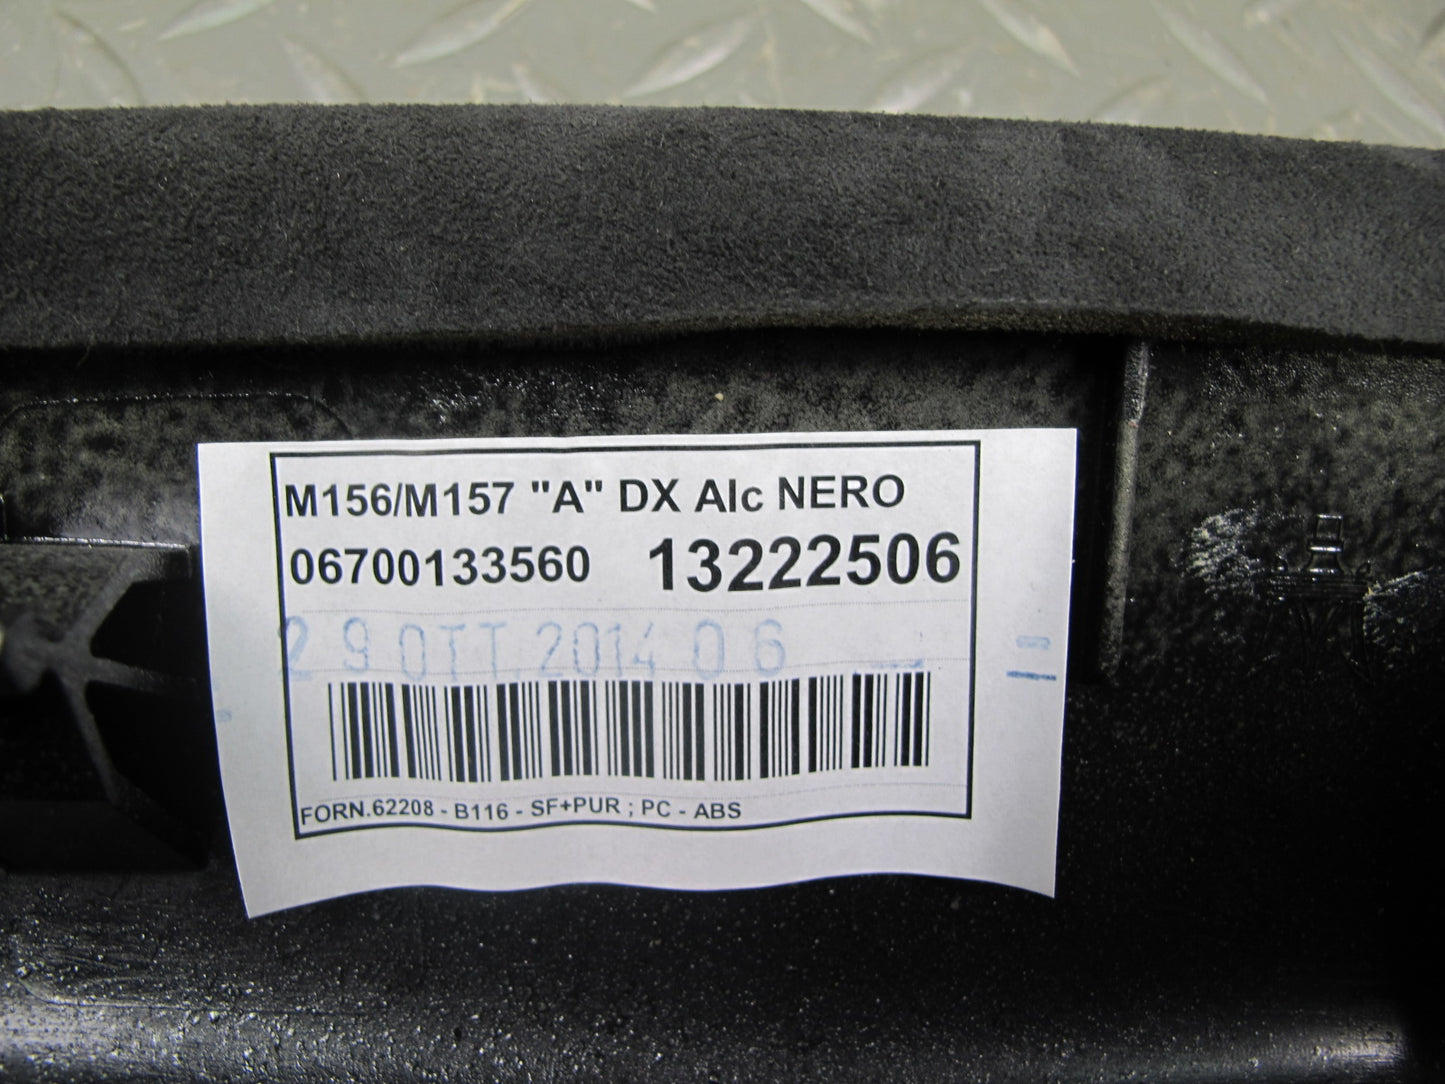 M156/M157 "A" DX Alc NERO
06700133560 13222506
29 OTT.2014 06
FORN.62208 - B116 - SF+PUR ; PC - ABS